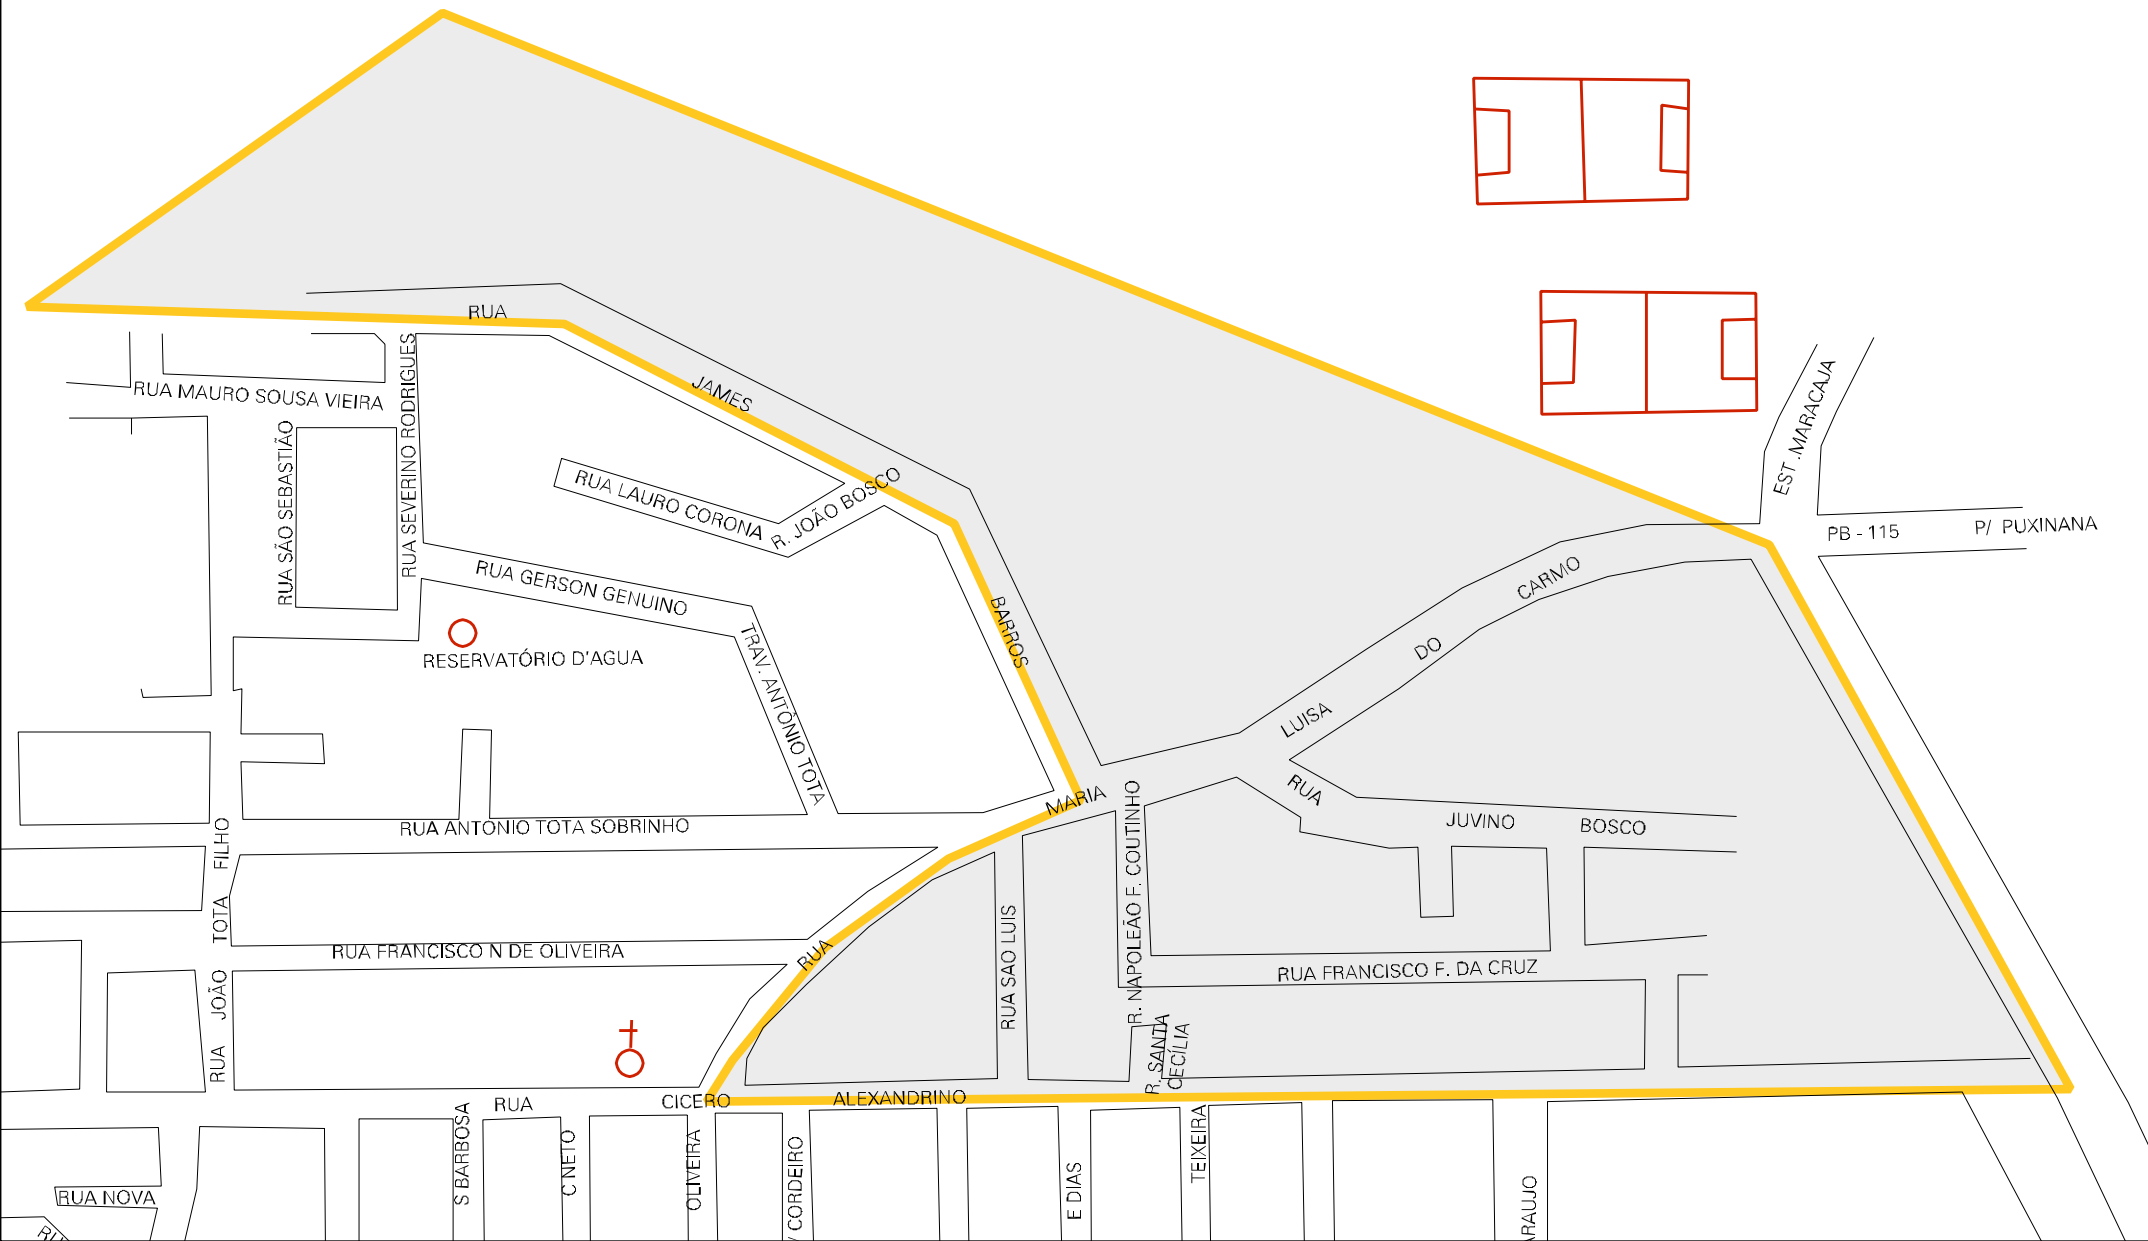 RUA
JAMES
BARROS
RUA MAURO SOUSA VIEIRA
RUA SEVERINO RODRIGUES
RUA SÃO SEBASTIÃO
RUA LAURO CORONA
R. JOÃO BOSCO
EST .MARACAJA
PB - 115
P/ PUXINANA
RUA GERSON GENUINO
CARMO
DO
LUISA
MARIA
RUA
RESERVATÓRIO D'AGUA
TRAV. ANTÔNIO TOTA
RUA
JUVINO
BOSCO
RUA ANTONIO TOTA SOBRINHO
R. NAPOLEÃO F. COUTINHO
RUA JOÃO TOTA FILHO
RUA FRANCISCO N DE OLIVEIRA
RUA SAO LUIS
RUA FRANCISCO F. DA CRUZ
R. SANTA
CECÍLIA
RUA
CICERO
ALEXANDRINO
S BARBOSA
C NETO
OLIVEIRA
CORDEIRO
E DIAS
TEIXEIRA
RUA NOVA